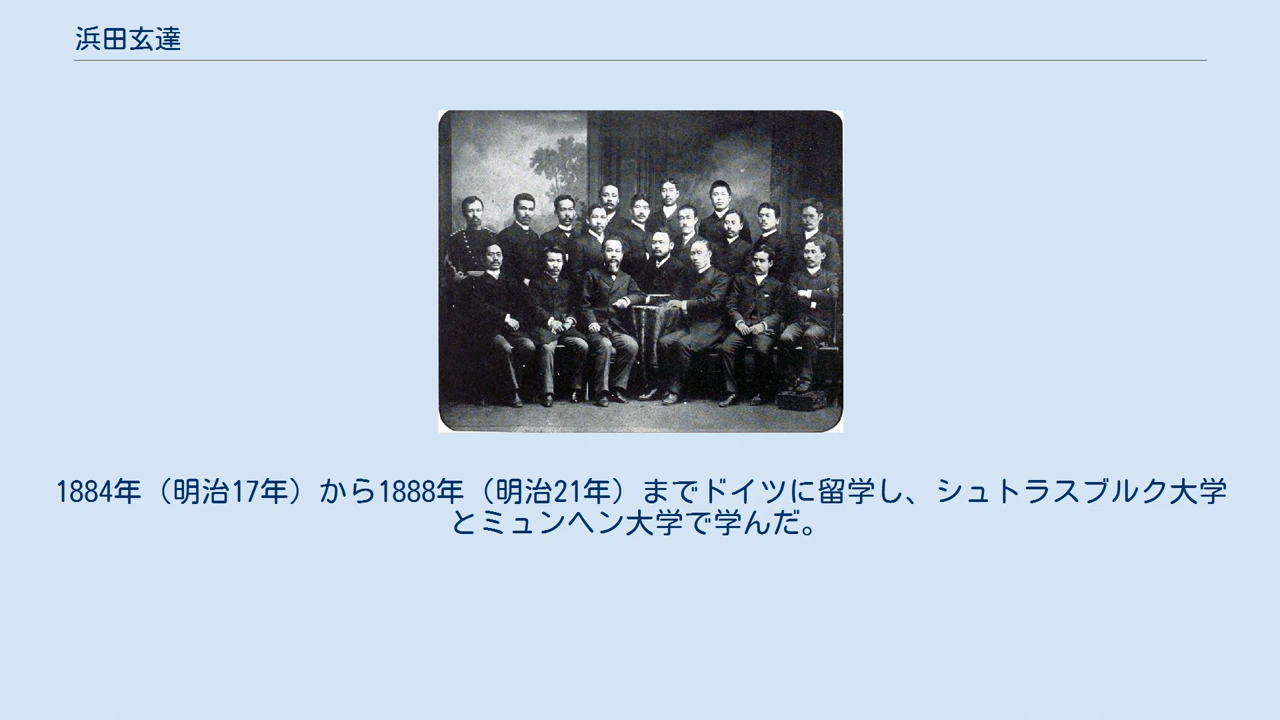 浜田玄達
1884年（明治17年）から1888年（明治21年）までドイツに留学し、シュトラスブルク大学
とミュンヘン大学で学んだ。